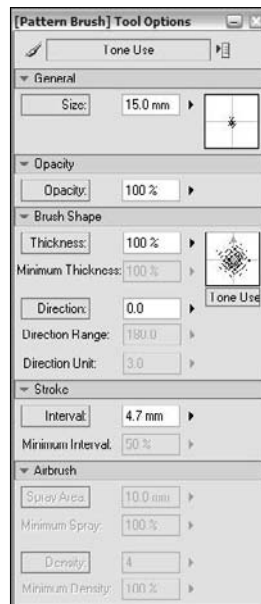 [Pattern Brush] Tool Options
Tone Use
General
Size: 15.0 mm
Opacity
Opacity: 100 %
Brush Shape
Thickness: 100 %
Minimum Thickness: 100 %
Tone Use
Direction: 0.0
Direction Range: 180.0
Direction Unit: 3.0
Stroke
Interval: 4.7 mm
Minimum Interval: 50 %
Airbrush
Spray Area: 10.0 mm
Minimum Spray: 100 %
Density: 4
Minimum Density: 100 %